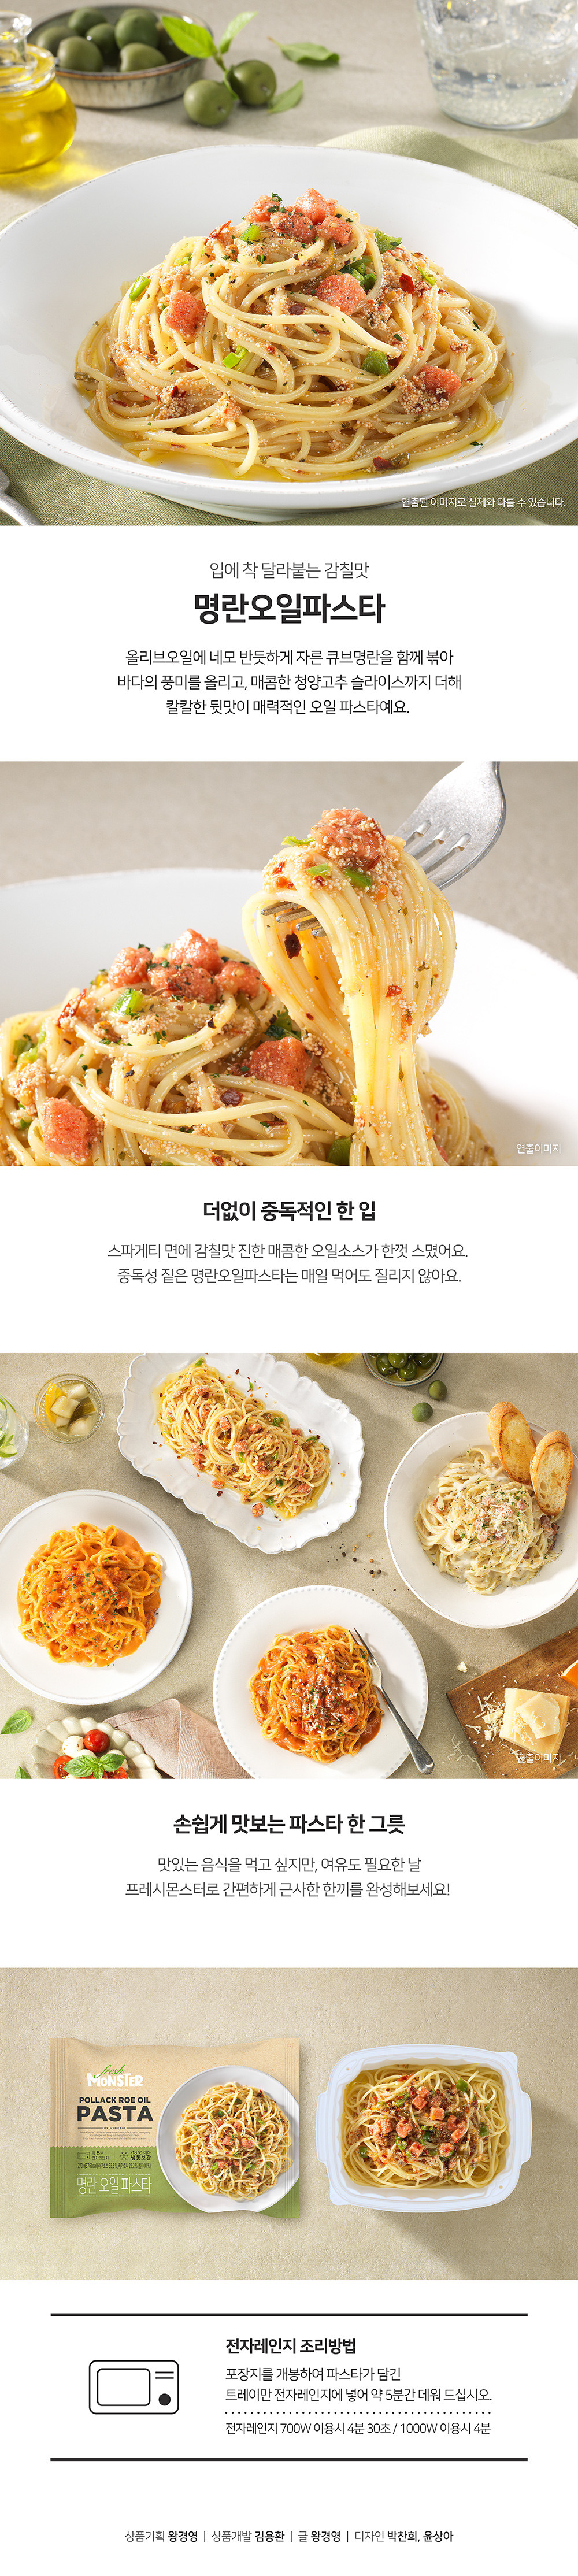 연출된 이미지로 실제와 다를 수 있습니다.
입에 착 달라붙는 감칠맛
명란오일파스타
올리브오일에 네모 반듯하게 자른 큐브명란을 함께 볶아
바다의 풍미를 올리고, 매콤한 청양고추 슬라이스까지 더해
칼칼한 뒷맛이 매력적인 오일 파스타예요.
연출이미지
더없이 중독적인 한 입
스파게티 면에 감칠맛 진한 매콤한 오일소스가 한껏 스몄어요.
중독성 짙은 명란오일파스타는 매일 먹어도 질리지 않아요.
연출이미지
손쉽게 맛보는 파스타 한 그릇
맛있는 음식을 먹고 싶지만, 여유도 필요한 날
프레시몬스터로 간편하게 근사한 한끼를 완성해보세요!
fresh
MONSTER
POLLACK ROE OIL
PASTA
냉동보관
명란 오일 파스타
전자레인지 조리방법
포장지를 개봉하여 파스타가 담긴
트레이만 전자레인지에 넣어 약 5분간 데워 드십시오.
전자레인지 700W 이용시 4분 30초 / 1000W 이용시 4분
상품기획 왕경영 | 상품개발 김용환 | 글 왕경영 | 디자인 박찬희, 윤상아